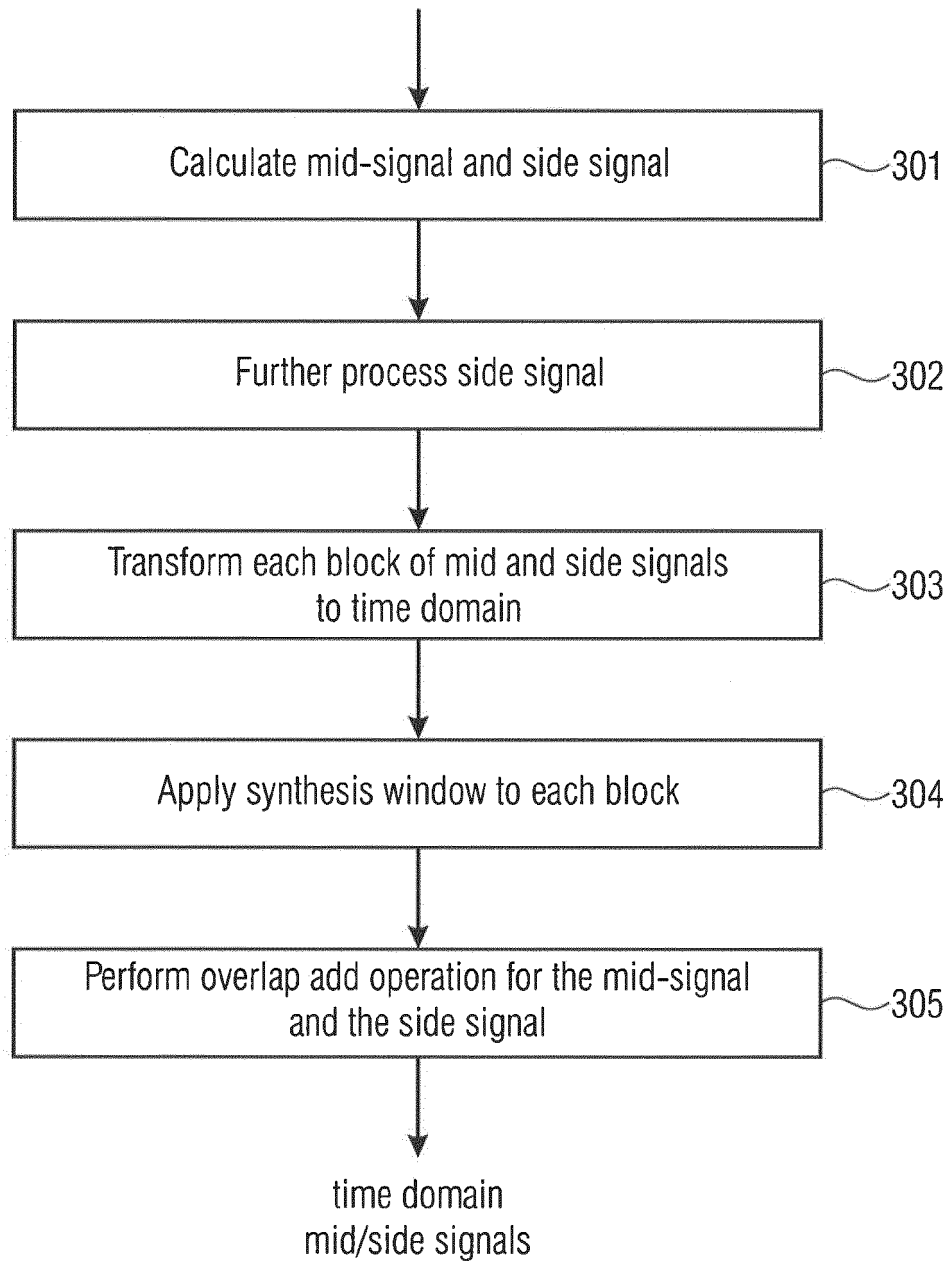 Calculate mid-signal and side signal
301
Further process side signal
302
Transform each block of mid and side signals
to time domain
303
Apply synthesis window to each block
304
Perform overlap add operation for the mid-signal
and the side signal
305
time domain
mid/side signals